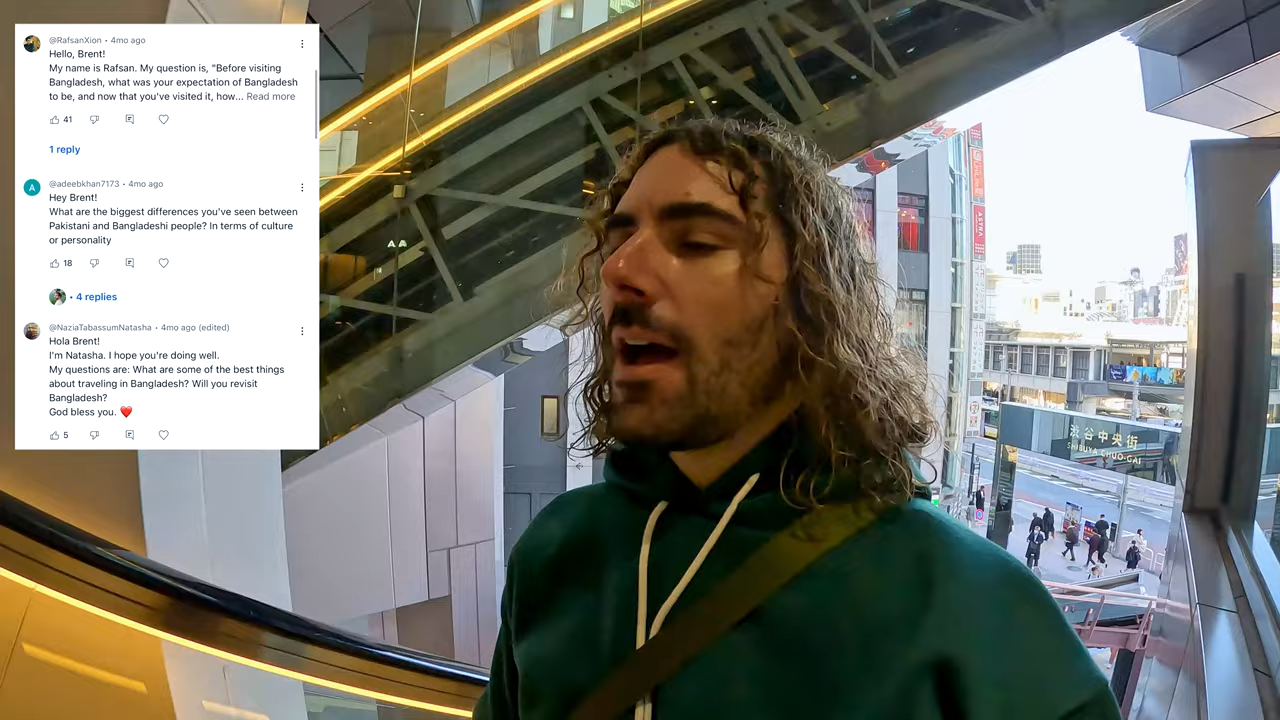 @RafsanXion • 4mo ago
Hello, Brent!
My name is Rafsan. My question is, "Before visiting
Bangladesh, what was your expectation of Bangladesh
to be, and now that you've visited it, how... Read more
41
1 reply
A
@adeebkhan7173 • 4mo ago
Hey Brent!
What are the biggest differences you've seen between
Pakistani and Bangladeshi people? In terms of culture
or personality
18
• 4 replies
@NaziaTabassumNatasha • 4mo ago (edited)
Hola Brent!
I'm Natasha. I hope you're doing well.
My questions are: What are some of the best things
about traveling in Bangladesh? Will you revisit
Bangladesh?
God bless you. ❤️
5
渋谷中央街
SHIBUYA CHUO-GAI